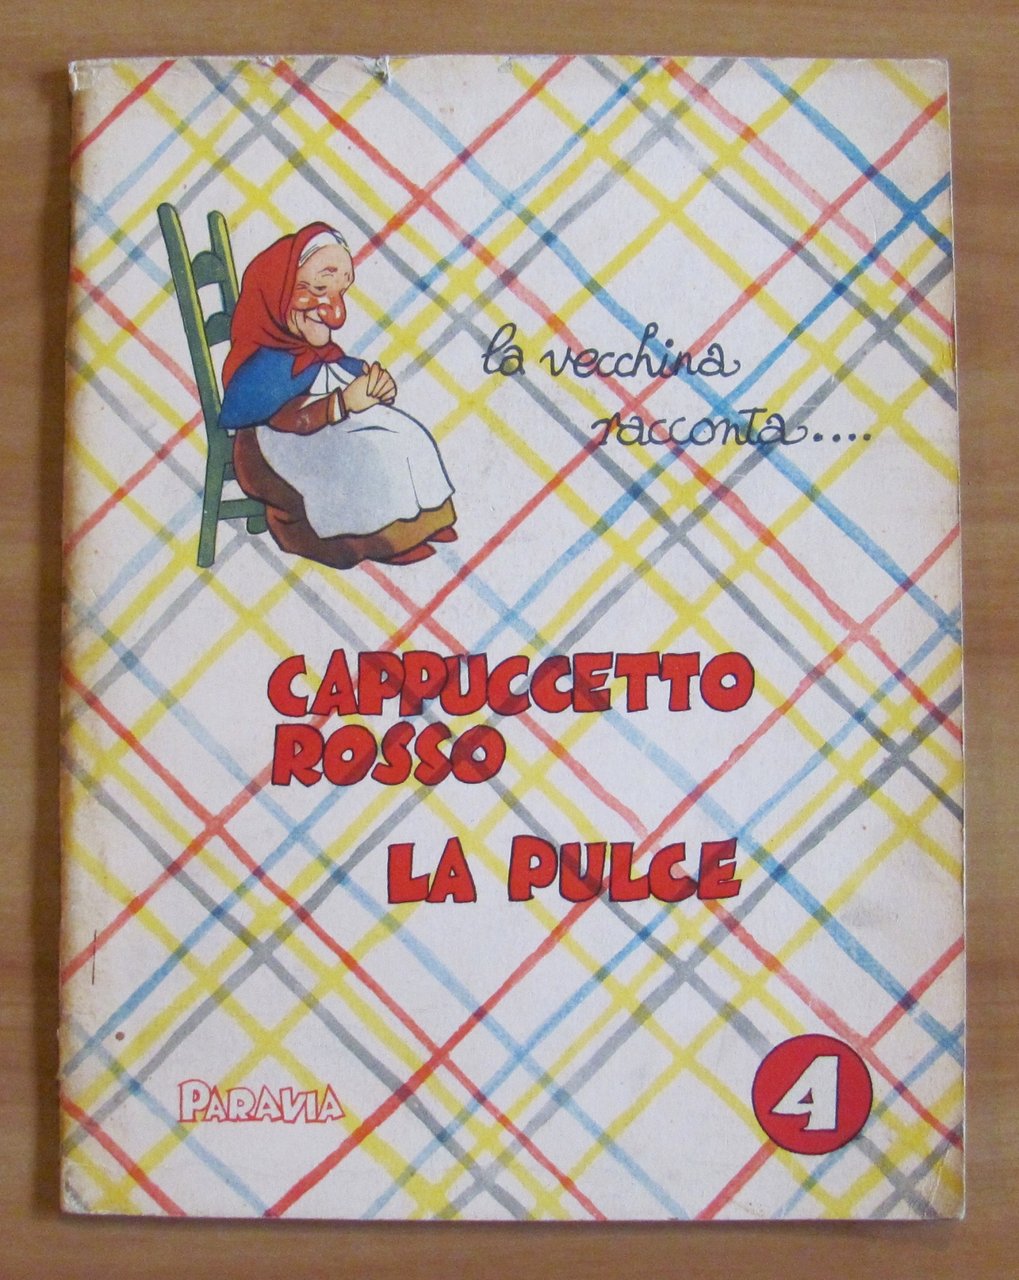 la vecchina
racconta....
CAPPUCCETTO
ROSSO
LA PULCE
PARAVIA
4